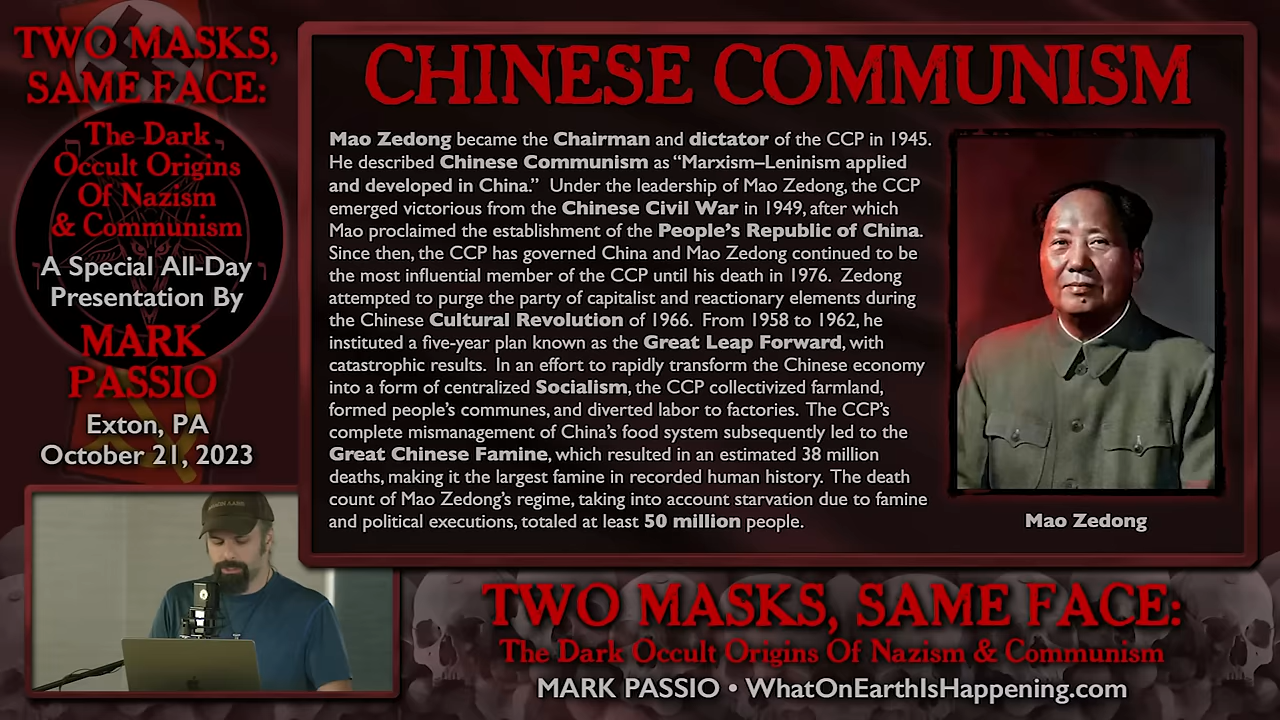 TWO MASKS,
SAME FACE:
The Dark
Occult Origins
Of Nazism
& Communism
A Special All-Day
Presentation By
MARK
PASSIO
Exton, PA
October 21, 2023
CHINESE COMMUNISM
Mao Zedong became the Chairman and dictator of the CCP in 1945.
He described Chinese Communism as “Marxism–Leninism applied
and developed in China.” Under the leadership of Mao Zedong, the CCP
emerged victorious from the Chinese Civil War in 1949, after which
Mao proclaimed the establishment of the People’s Republic of China.
Since then, the CCP has governed China and Mao Zedong continued to be
the most influential member of the CCP until his death in 1976. Zedong
attempted to purge the party of capitalist and reactionary elements during
the Chinese Cultural Revolution of 1966. From 1958 to 1962, he
instituted a five-year plan known as the Great Leap Forward, with
catastrophic results. In an effort to rapidly transform the Chinese economy
into a form of centralized Socialism, the CCP collectivized farmland,
formed people’s communes, and diverted labor to factories. The CCP’s
complete mismanagement of China’s food system subsequently led to the
Great Chinese Famine, which resulted in an estimated 38 million
deaths, making it the largest famine in recorded human history. The death
count of Mao Zedong’s regime, taking into account starvation due to famine
and political executions, totaled at least 50 million people.
Mao Zedong
TWO MASKS, SAME FACE:
The Dark Occult Origins Of Nazism & Communism
MARK PASSIO • WhatOnEarthIsHappening.com